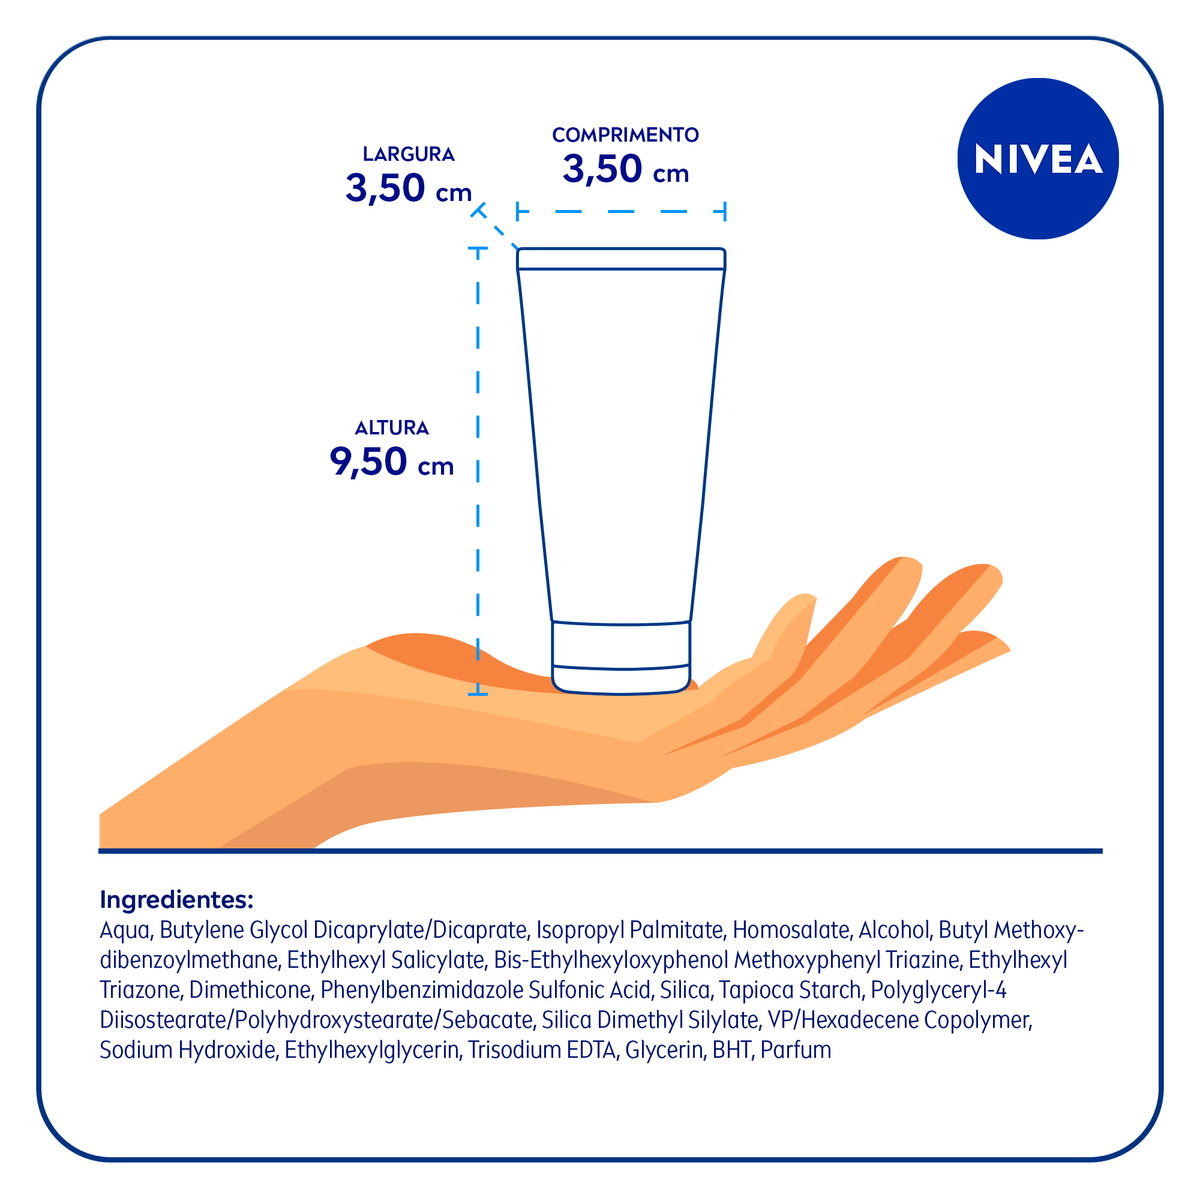 COMPRIMENTO
3,50 cm
LARGURA
3,50 cm
NIVEA
ALTURA
9,50 cm
Ingredientes:
Aqua, Butylene Glycol Dicaprylate/Dicaprate, Isopropyl Palmitate, Homosalate, Alcohol, Butyl Methoxy-
dibenzoylmethane, Ethylhexyl Salicylate, Bis-Ethylhexyloxyphenol Methoxyphenyl Triazine, Ethylhexyl
Triazone, Dimethicone, Phenylbenzimidazole Sulfonic Acid, Silica, Tapioca Starch, Polyglyceryl-4
Diisostearate/Polyhydroxystearate/Sebacate, Silica Dimethyl Silylate, VP/Hexadecene Copolymer,
Sodium Hydroxide, Ethylhexylglycerin, Trisodium EDTA, Glycerin, BHT, Parfum